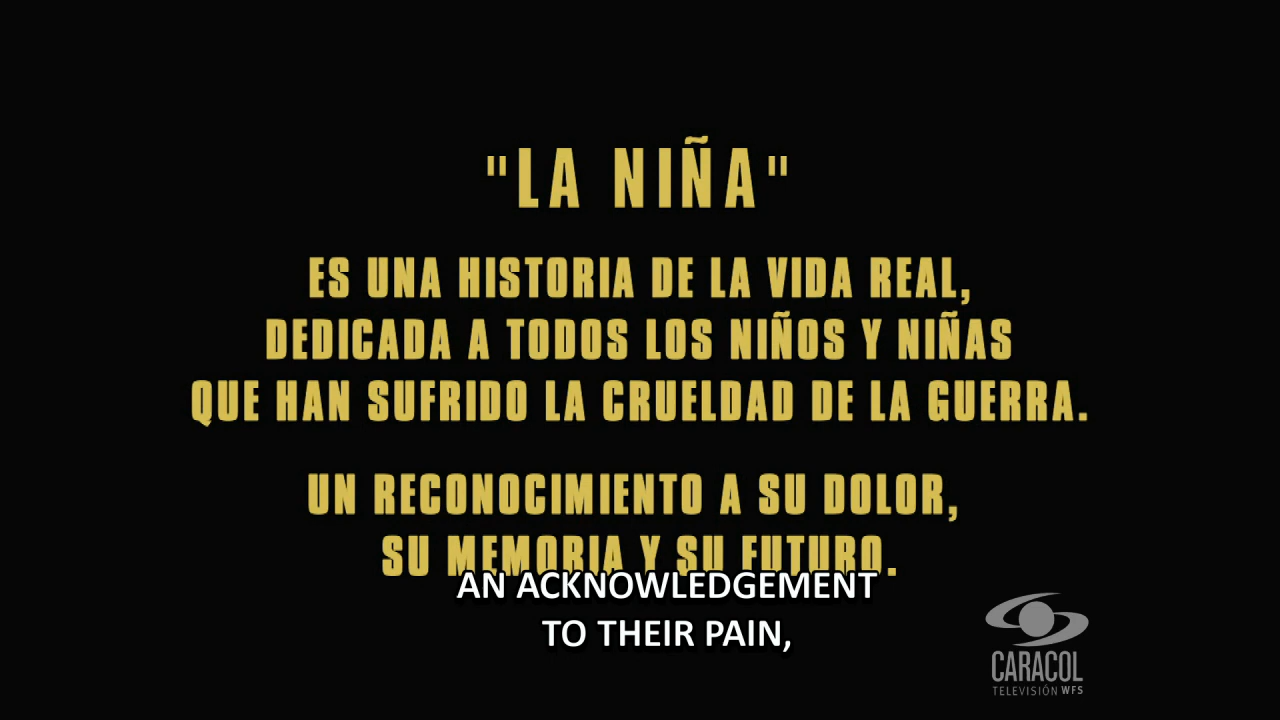 "LA NIÑA"
ES UNA HISTORIA DE LA VIDA REAL,
DEDICADA A TODOS LOS NIÑOS Y NIÑAS
QUE HAN SUFRIDO LA CRUELDAD DE LA GUERRA.
UN RECONOCIMIENTO A SU DOLOR,
SU MEMORIA Y SU FUTURO.
AN ACKNOWLEDGEMENT
TO THEIR PAIN,
CARACOL
TELEVISIÓN WFS